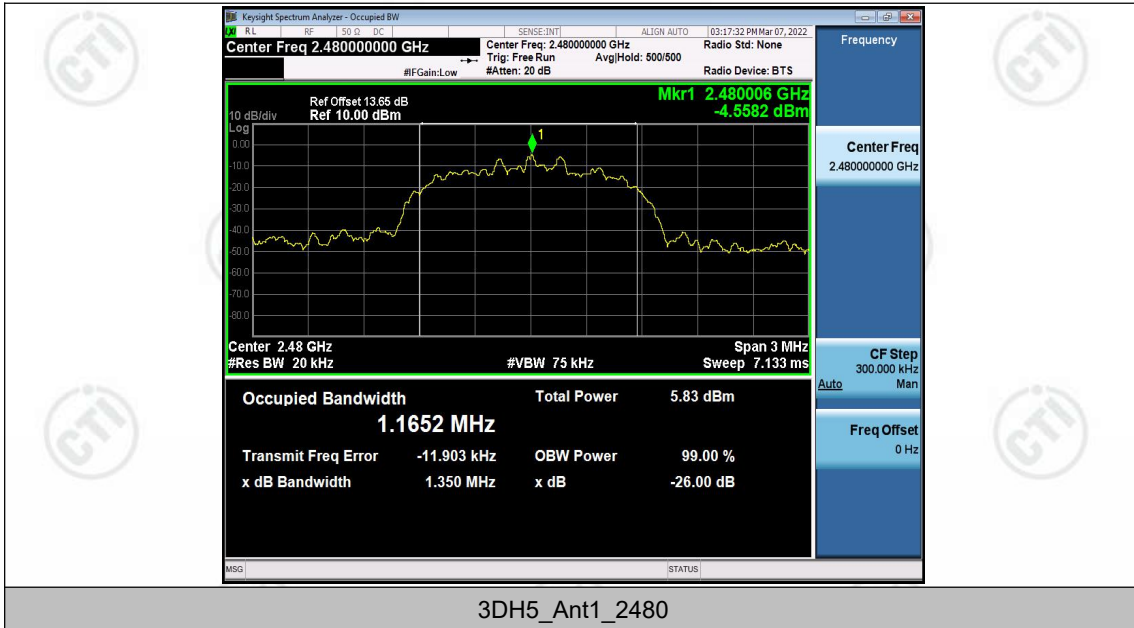 Keysight Spectrum Analyzer - Occupied BW
LXI RL RF 50 Ω DC SENSE:INT ALIGN AUTO 03:17:32 PM Mar 07, 2022
Center Freq 2.480000000 GHz Center Freq: 2.480000000 GHz Radio Std: None Frequency
Trig: Free Run Avg|Hold: 500/500
#IFGain:Low #Atten: 20 dB Radio Device: BTS
Mkr1 2.480006 GHz
Ref Offset 13.65 dB -4.5582 dBm
10 dB/div Ref 10.00 dBm
Log
1
0.00
-10.0
-20.0
-30.0
-40.0
-50.0
-60.0
-70.0
-80.0
Center Freq
2.480000000 GHz
Center 2.48 GHz Span 3 MHz
#Res BW 20 kHz #VBW 75 kHz Sweep 7.133 ms
CF Step
300.000 kHz
Auto Man
Freq Offset
0 Hz
Occupied Bandwidth Total Power 5.83 dBm
1.1652 MHz
Transmit Freq Error -11.903 kHz OBW Power 99.00 %
x dB Bandwidth 1.350 MHz x dB -26.00 dB
MSG STATUS
3DH5_Ant1_2480
CTI
CTI
CTI
CTI